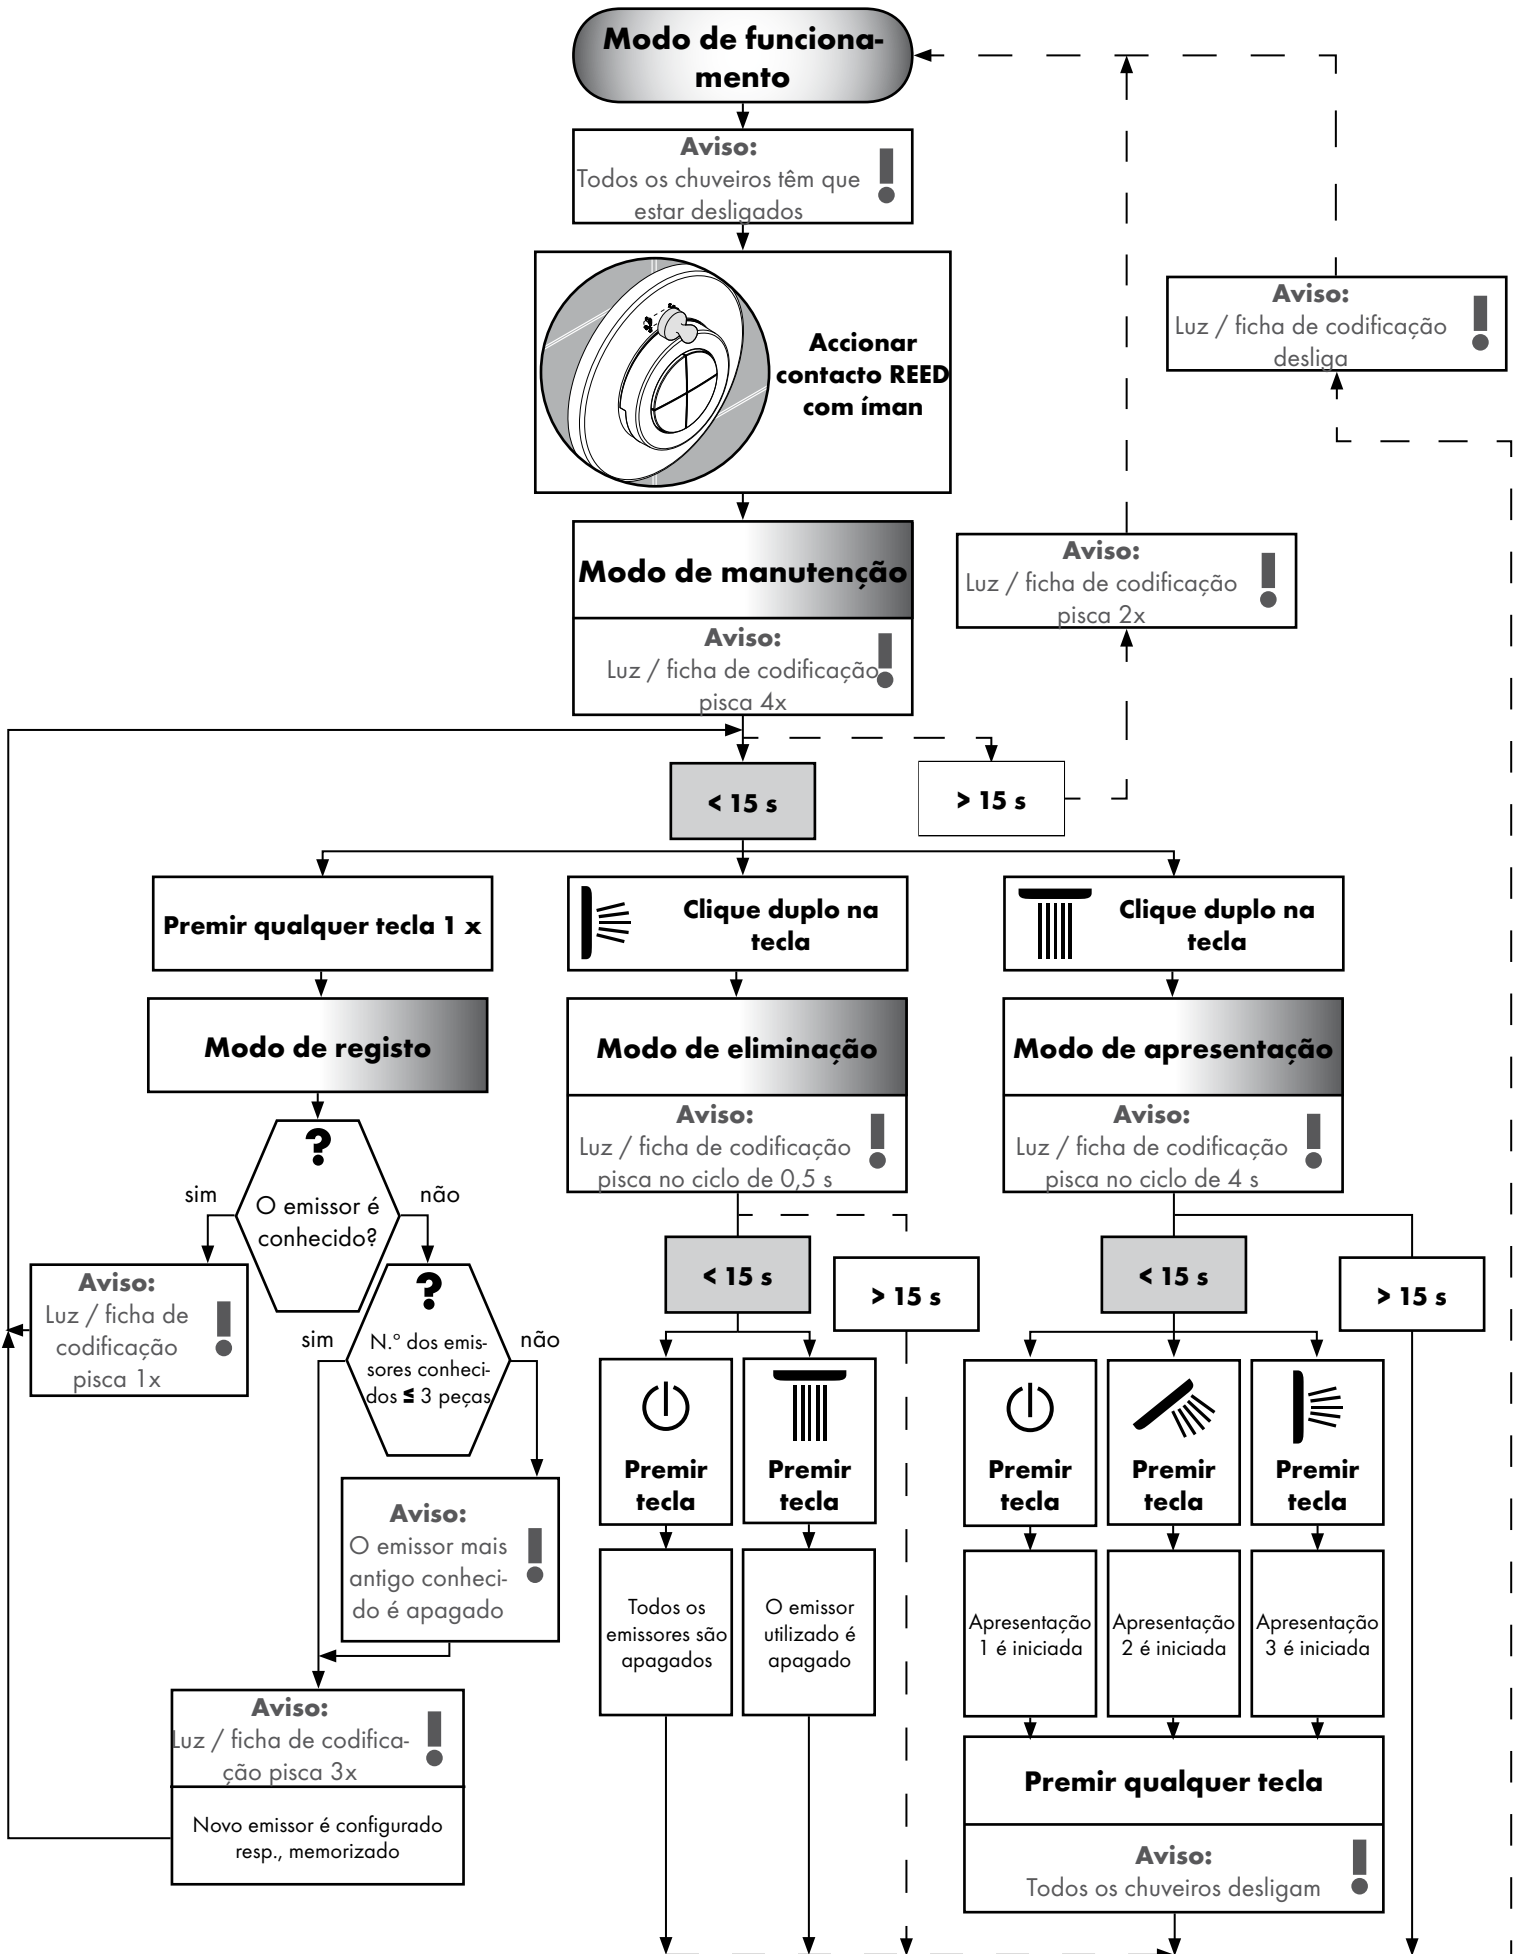 Modo de funciona-
mento
Aviso:
Todos os chuveiros têm que
estar desligados
Accionar
contacto REED
com íman
Aviso:
Luz / ficha de codificação
desliga
Modo de manutenção
Aviso:
Luz / ficha de codificação
pisca 4x
Aviso:
Luz / ficha de codificação
pisca 2x
< 15 s
> 15 s
Premir qualquer tecla 1 x
Clique duplo na
tecla
Clique duplo na
tecla
Modo de registo
Modo de eliminação
Aviso:
Luz / ficha de codificação
pisca no ciclo de 0,5 s
Modo de apresentação
Aviso:
Luz / ficha de codificação
pisca no ciclo de 4 s
?
O emissor é
conhecido?
sim
não
Aviso:
Luz / ficha de
codificação
pisca 1x
?
N.º dos emis-
sores conheci-
dos ≤ 3 peças
sim
não
Aviso:
O emissor mais
antigo conheci-
do é apagado
Aviso:
Luz / ficha de codifica-
ção pisca 3x
Novo emissor é configurado
resp., memorizado
< 15 s
> 15 s
Premir
tecla
Premir
tecla
Todos os
emissores são
apagados
O emissor
utilizado é
apagado
< 15 s
> 15 s
Premir
tecla
Premir
tecla
Premir
tecla
Apresentação
1 é iniciada
Apresentação
2 é iniciada
Apresentação
3 é iniciada
Premir qualquer tecla
Aviso:
Todos os chuveiros desligam